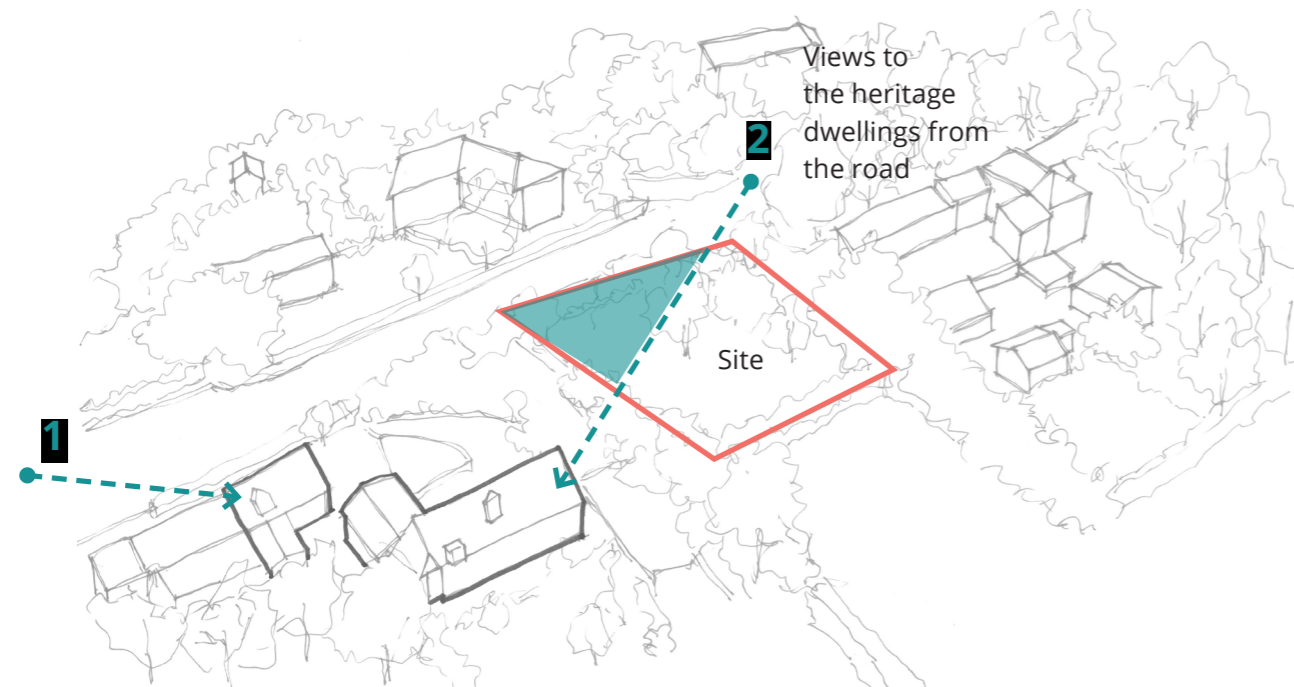 Views to
the heritage
dwellings from
the road
2
Site
1